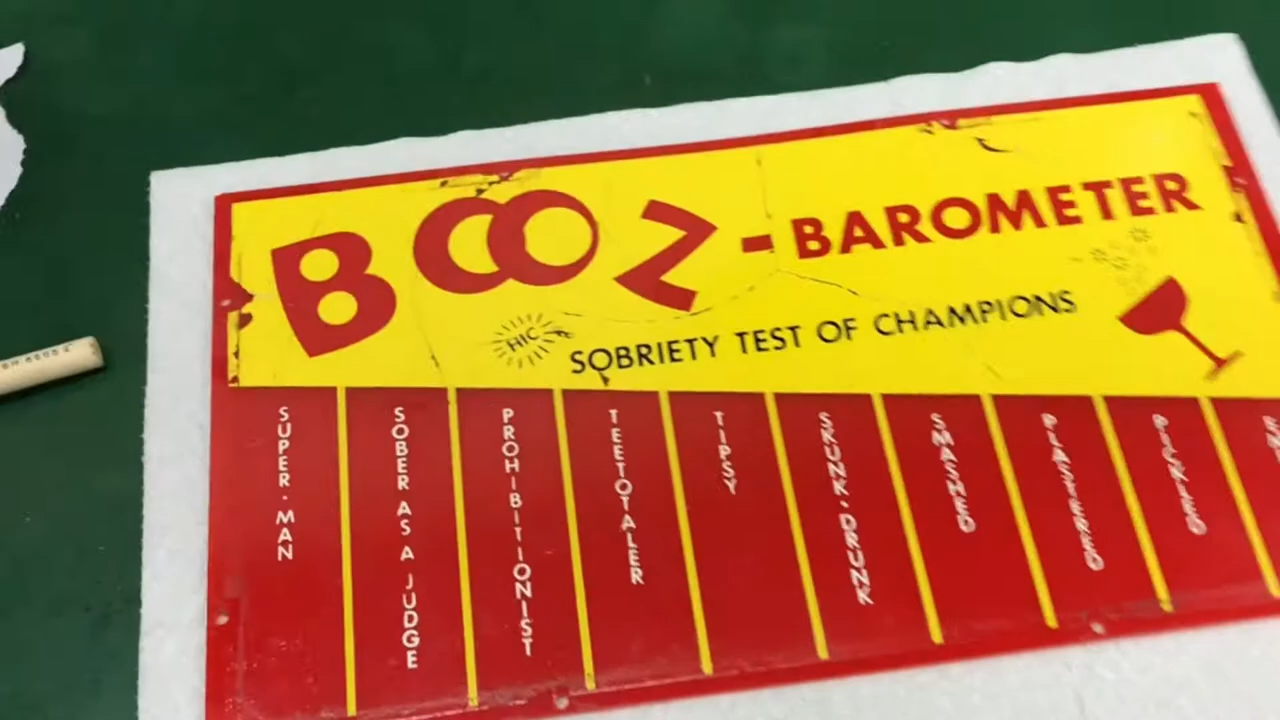 BOOZ-BAROMETER
HIC
SOBRIETY TEST OF CHAMPIONS
SUPER-MAN
SOBER AS A JUDGE
PROHIBITIONIST
TEETOTALER
TIPSY
SKUNK-DRUNK
SMASHED
PLASTERED
PICKLED